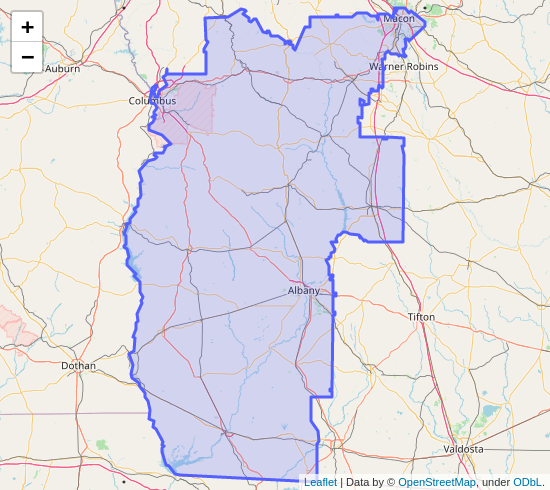 +
−
Macon
Auburn
Warner Robins
Columbus
Albany
Tifton
Dothan
Valdosta
Leaflet | Data by © OpenStreetMap, under ODbL.